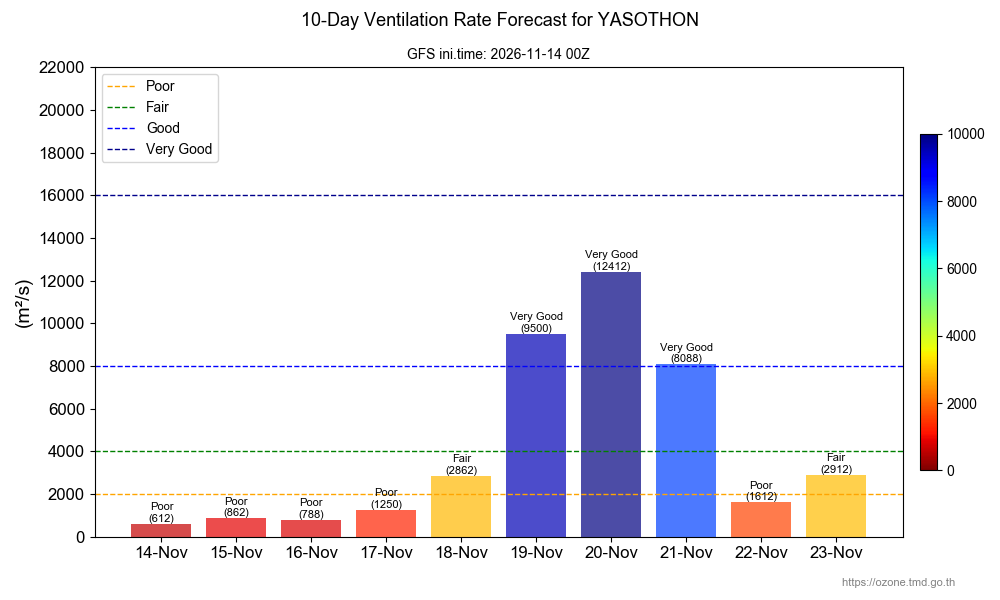 10-Day Ventilation Rate Forecast for YASOTHON
GFS ini.time: 2026-11-14 00Z
(m²/s)
22000
20000
18000
16000
14000
12000
10000
8000
6000
4000
2000
0
Poor
Fair
Good
Very Good
Poor
(612)
Poor
(862)
Poor
(788)
Poor
(1250)
Fair
(2862)
Very Good
(9500)
Very Good
(12412)
Very Good
(8088)
Poor
(1612)
Fair
(2912)
14-Nov
15-Nov
16-Nov
17-Nov
18-Nov
19-Nov
20-Nov
21-Nov
22-Nov
23-Nov
10000
8000
6000
4000
2000
0
https://ozone.tmd.go.th